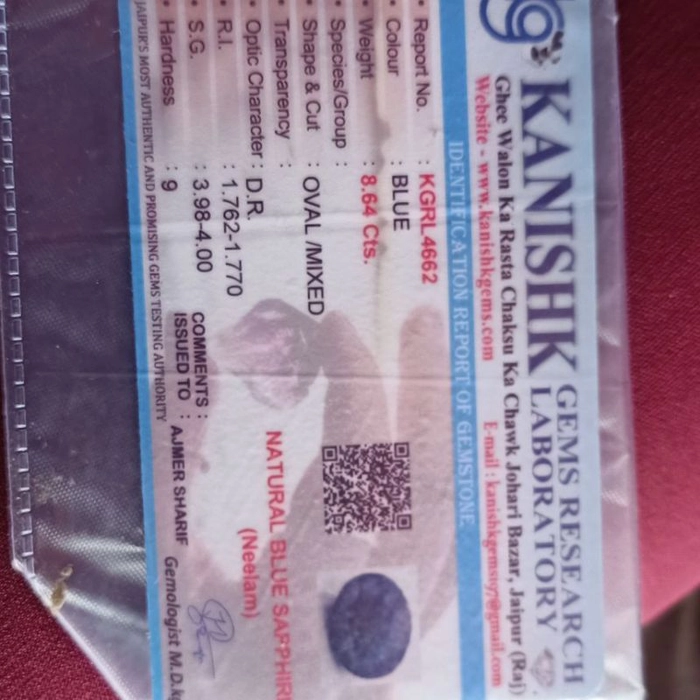 KANISHK GEMS RESEARCH LABORATORY
Ghee Walon Ka Rasta Chaksu Ka Chawk Johari Bazar, Jaipur (Raj)
Website - www.kanishkgems.com
IDENTIFICATION REPORT OF GEMSTONE
• Report No. : KGRL4662
• Colour : BLUE
• Weight : 8.64 Cts.
• Species/Group :
• Shape & Cut : OVAL /MIXED
• Transparency :
• Optic Character : D.R.
• R.I. : 1.762-1.770
• S.G. : 3.98-4.00
• Hardness : 9
NATURAL BLUE SAPPHIR
(Neelam)
COMMENTS :
ISSUED TO : AJMER SHARIF
Gemologist M.D.
JAIPUR'S MOST AUTHENTIC AND PROMISING GEMS TESTING AUTHORITY